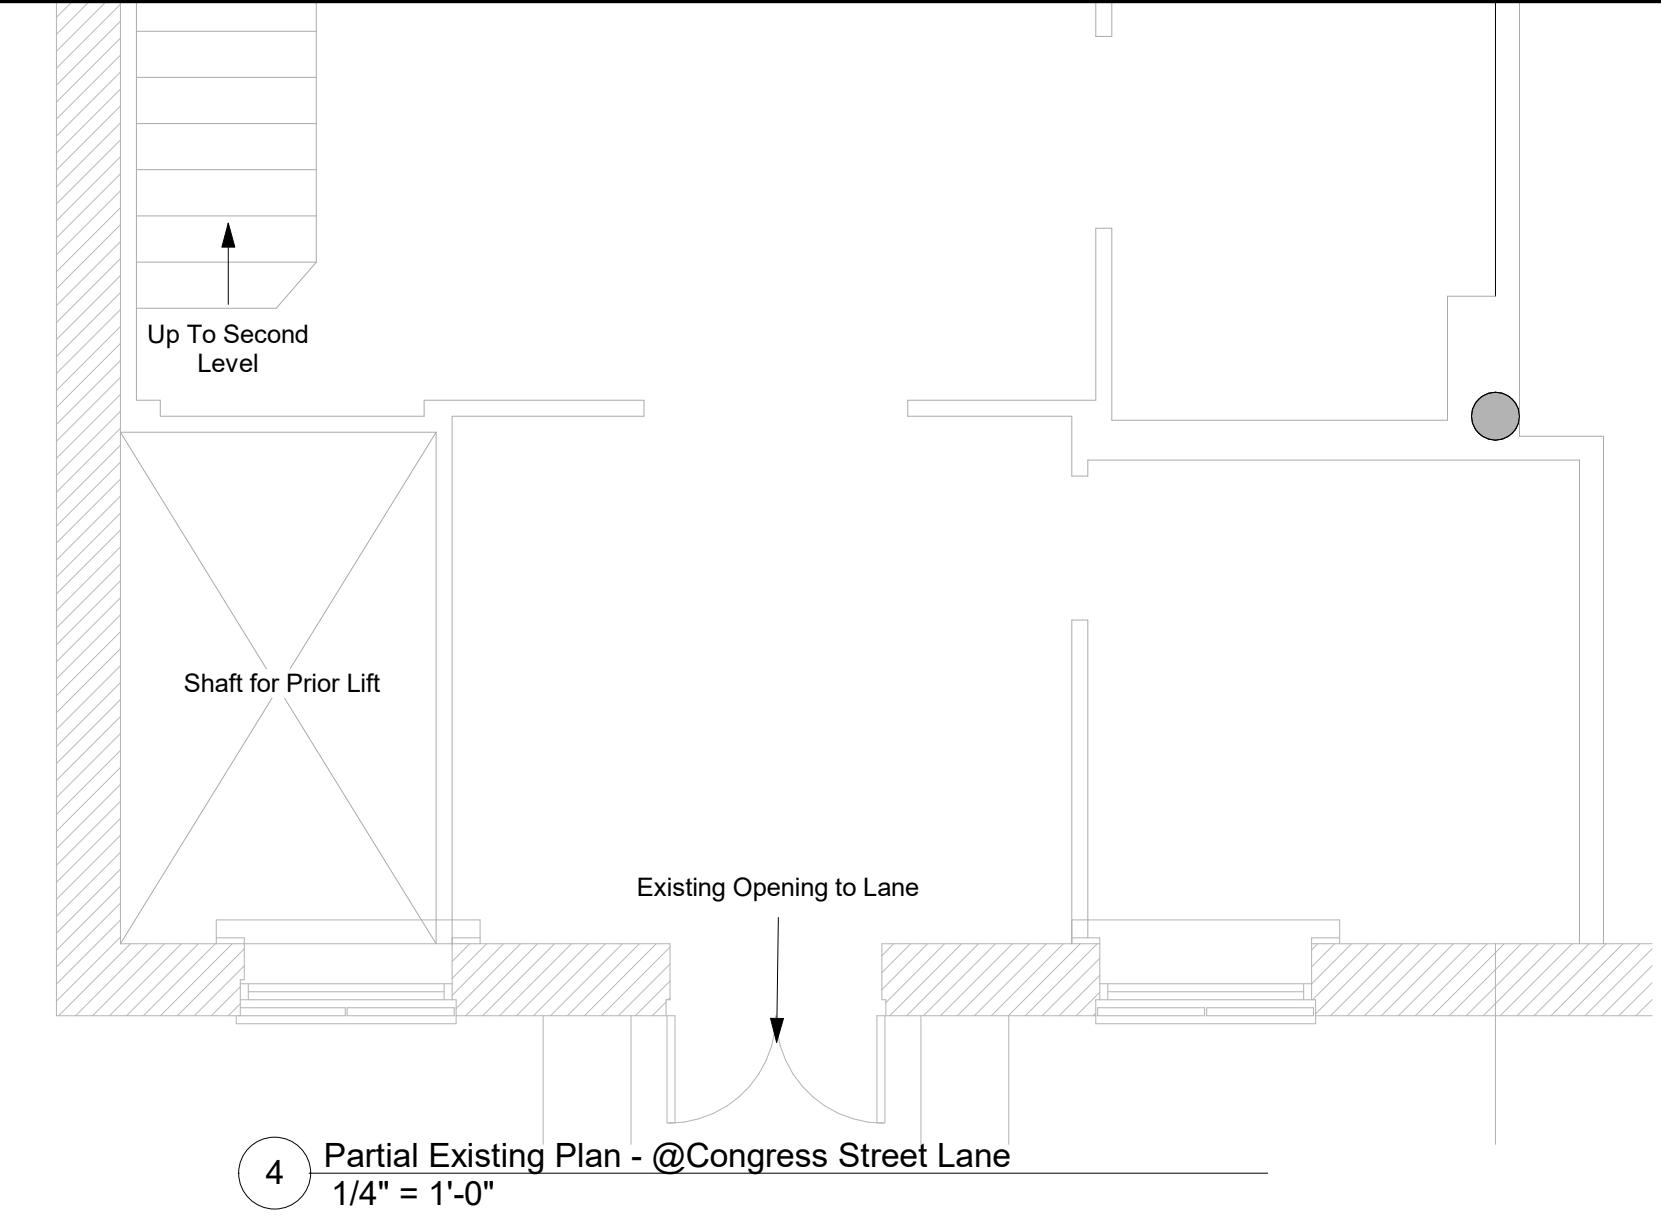 Up To Second
Level
Shaft for Prior Lift
Existing Opening to Lane
4
Partial Existing Plan - @Congress Street Lane
1/4" = 1'-0"